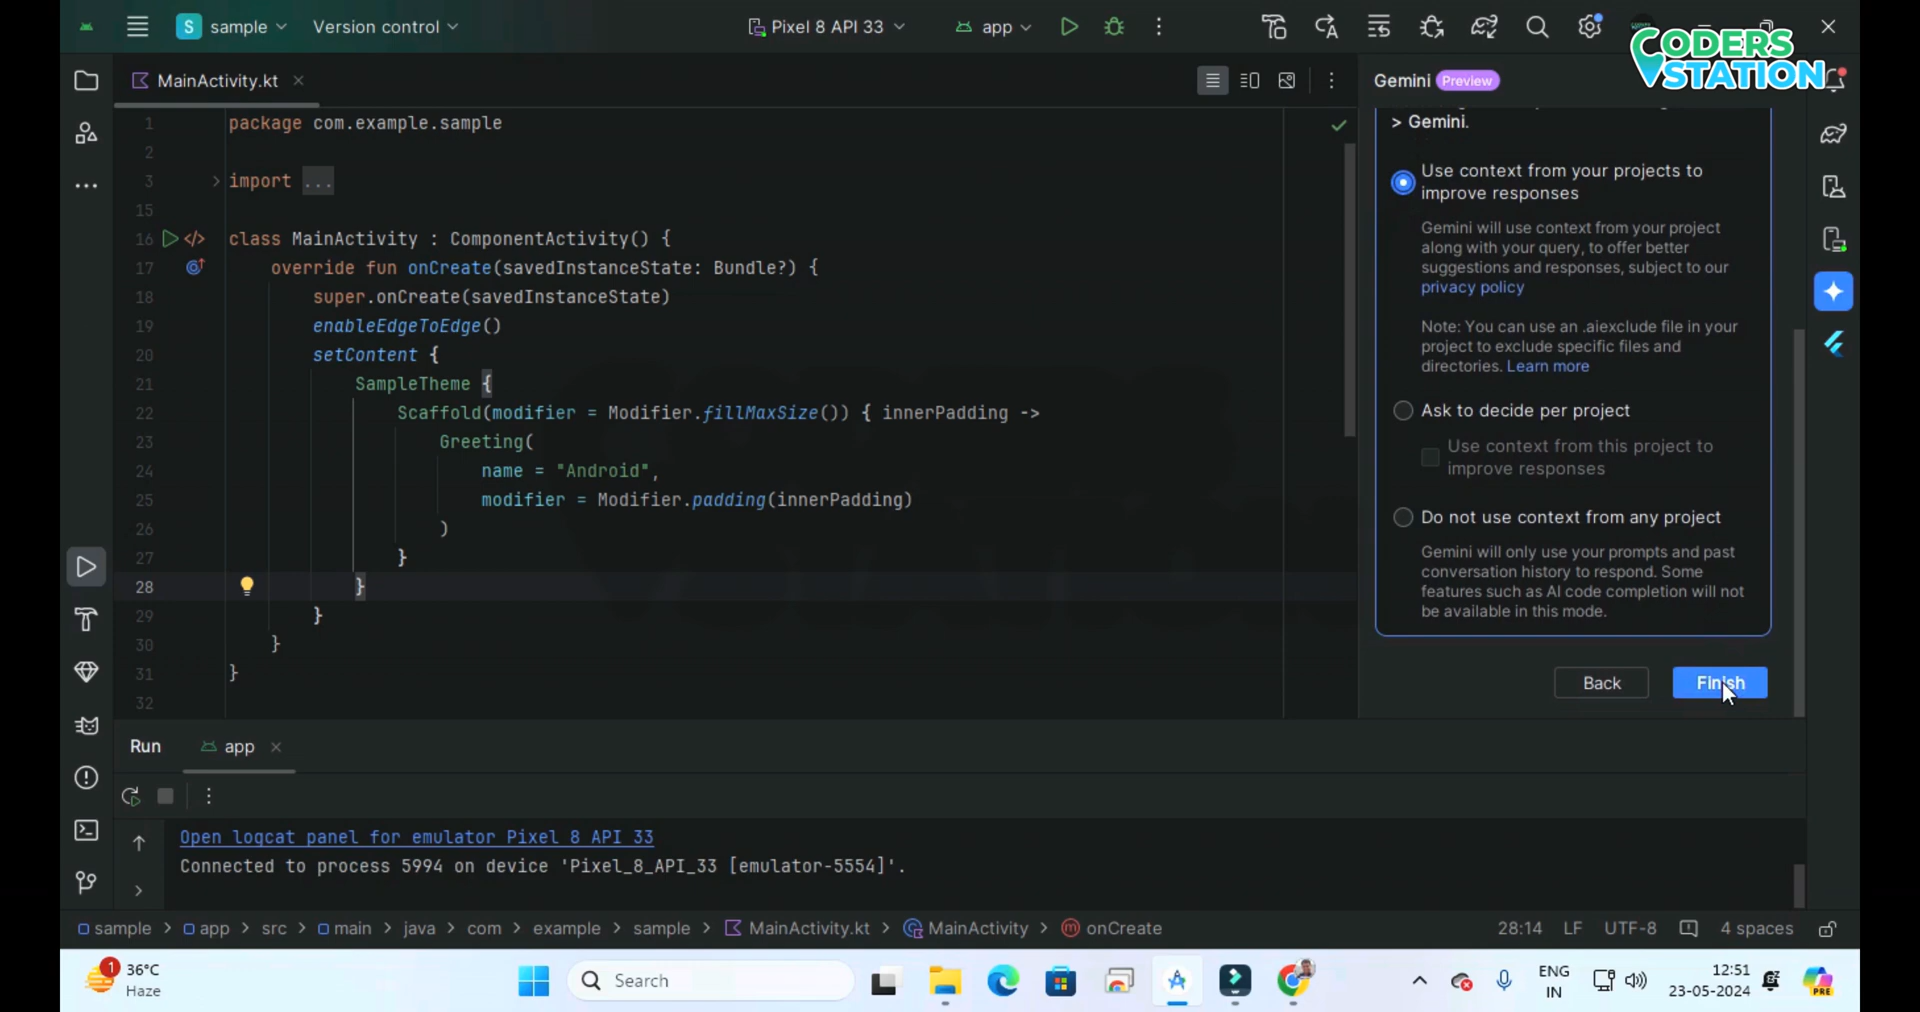 S sample Version control Pixel 8 API 33 app
CODERS
STATION
MainActivity.kt
Gemini Preview
1 package com.example.sample
2
3 import ...
15
16 class MainActivity : ComponentActivity() {
17 override fun onCreate(savedInstanceState: Bundle?) {
18 super.onCreate(savedInstanceState)
19 enableEdgeToEdge()
20 setContent {
21 SampleTheme {
22 Scaffold(modifier = Modifier.fillMaxSize()) { innerPadding ->
23 Greeting(
24 name = "Android",
25 modifier = Modifier.padding(innerPadding)
26 )
27 }
28 }
29 }
30 }
31 }
32
> Gemini.
Use context from your projects to
improve responses
Gemini will use context from your project
along with your query, to offer better
suggestions and responses, subject to our
privacy policy
Note: You can use an .aiexclude file in your
project to exclude specific files and
directories. Learn more
Ask to decide per project
Use context from this project to
improve responses
Do not use context from any project
Gemini will only use your prompts and past
conversation history to respond. Some
features such as AI code completion will not
be available in this mode.
Back Finish
Run app
Open logcat panel for emulator Pixel 8 API 33
Connected to process 5994 on device 'Pixel_8_API_33 [emulator-5554]'.
sample > app > src > main > java > com > example > sample > MainActivity.kt > MainActivity > onCreate 28:14 LF UTF-8 4 spaces
1 36°C
Haze
Search
ENG
IN
12:51
23-05-2024
PRE